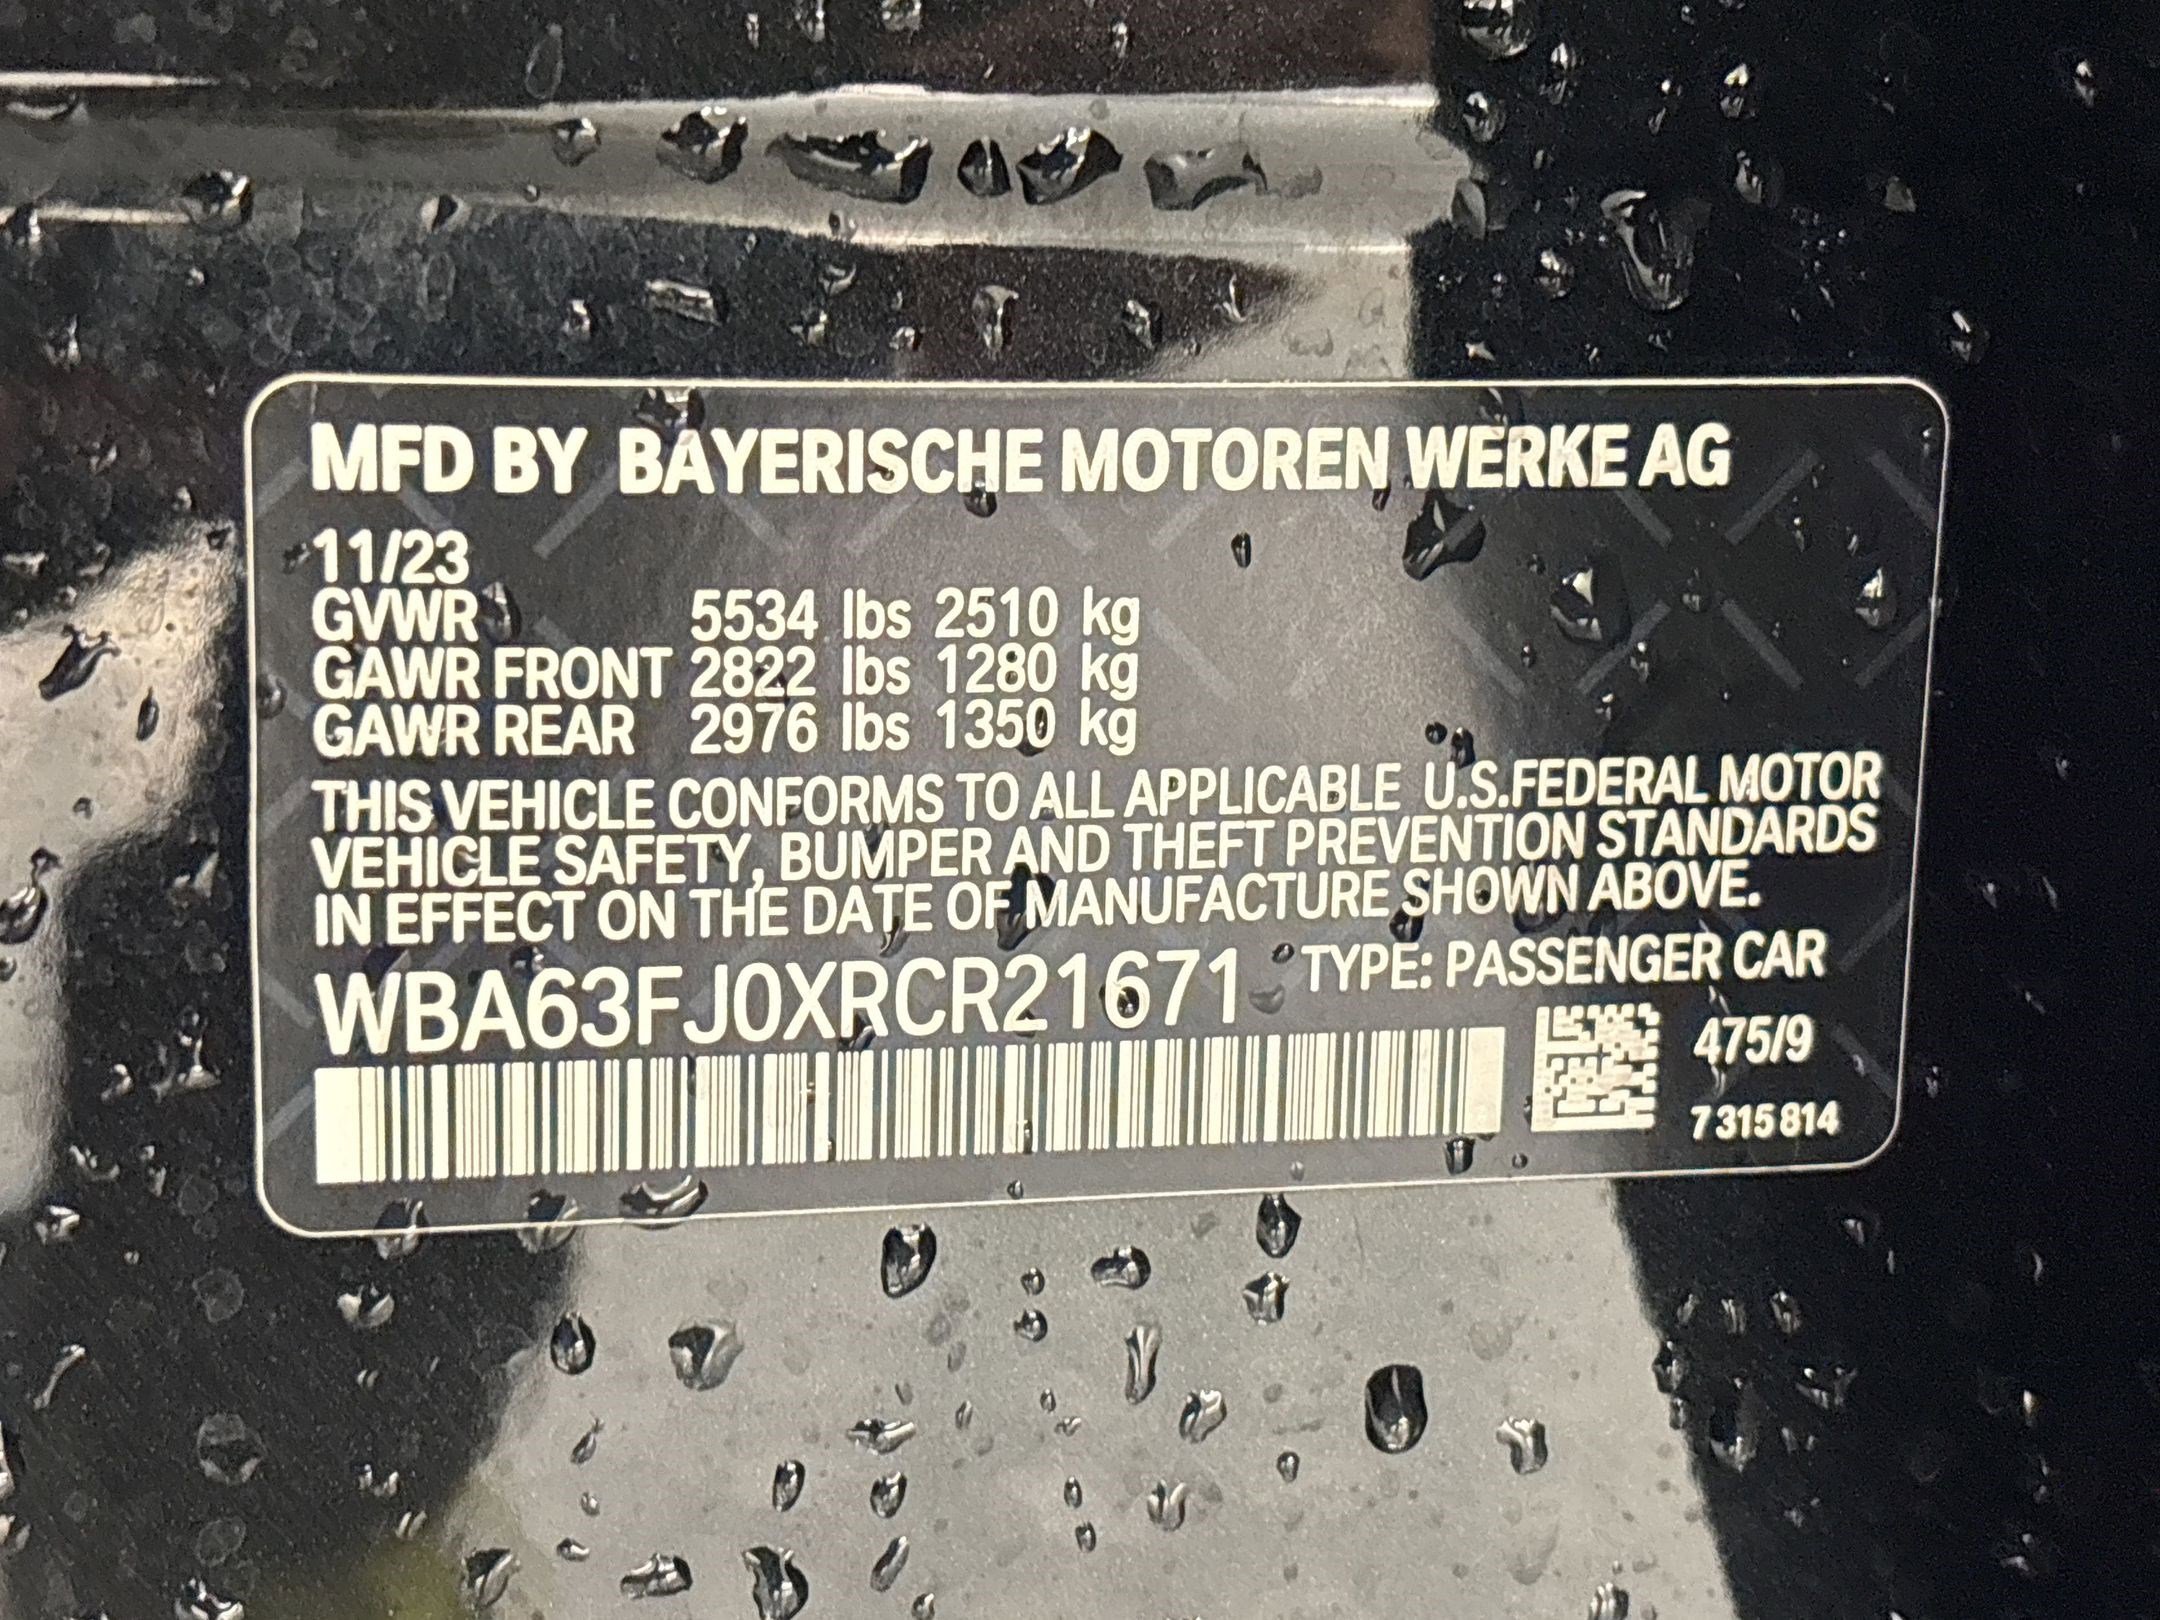 MFD BY BAYERISCHE MOTOREN WERKE AG
11/23
GVWR 5534 lbs 2510 kg
GAWR FRONT 2822 lbs 1280 kg
GAWR REAR 2976 lbs 1350 kg
THIS VEHICLE CONFORMS TO ALL APPLICABLE U.S.FEDERAL MOTOR
VEHICLE SAFETY, BUMPER AND THEFT PREVENTION STANDARDS
IN EFFECT ON THE DATE OF MANUFACTURE SHOWN ABOVE.
WBA63FJ0XRCR21671 TYPE: PASSENGER CAR
475/9
7 315 814